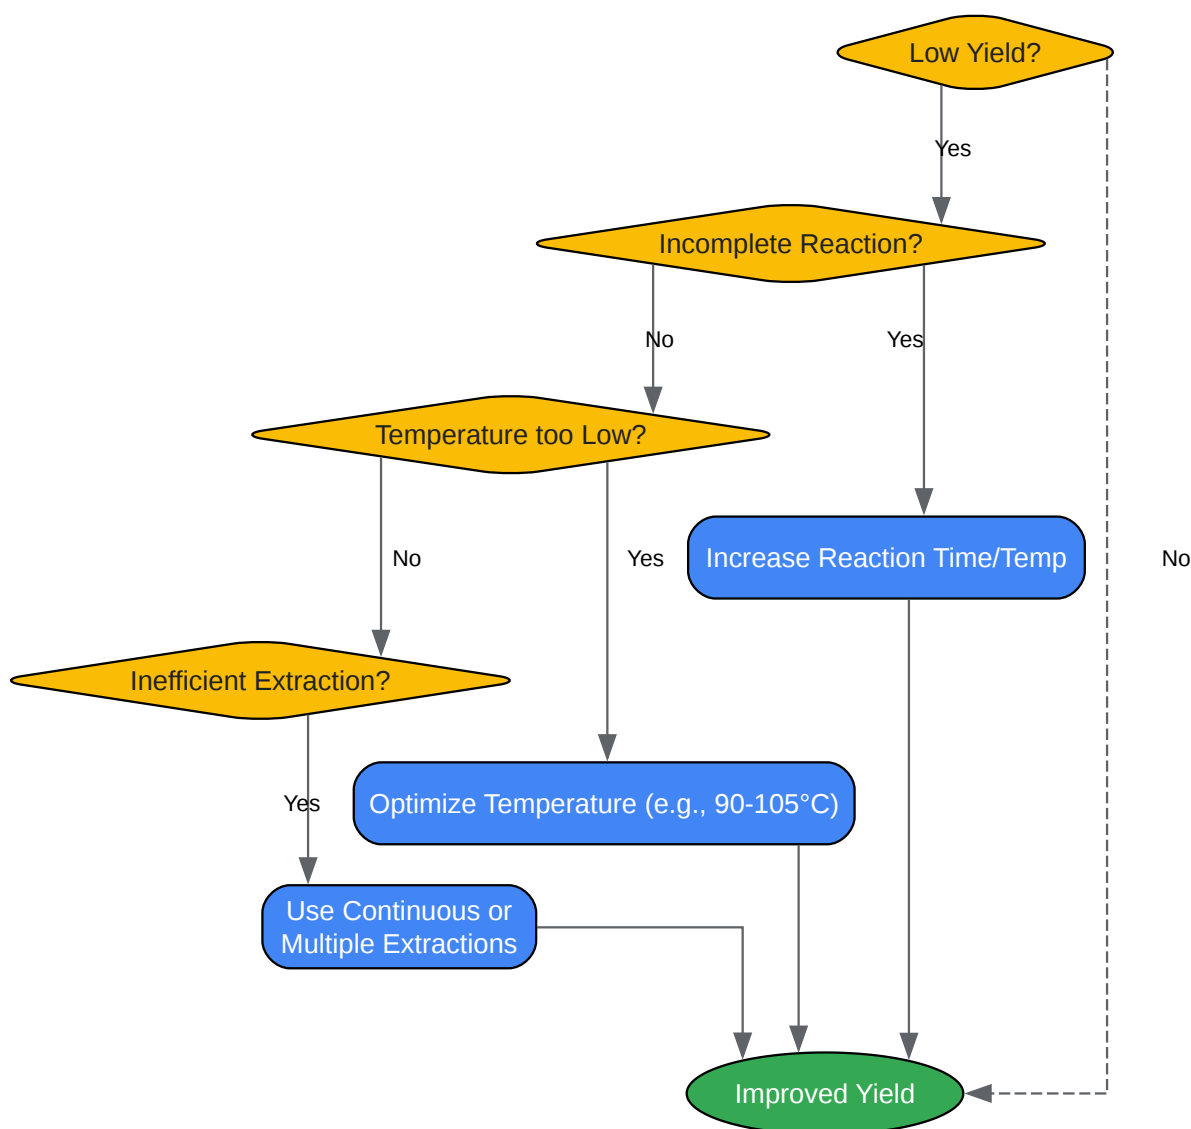 Low Yield?
Yes
Incomplete Reaction?
No
Yes
Temperature too Low?
No
Yes
Increase Reaction Time/Temp
No
Inefficient Extraction?
Yes
Optimize Temperature (e.g., 90-105°C)
Use Continuous or
Multiple Extractions
Improved Yield